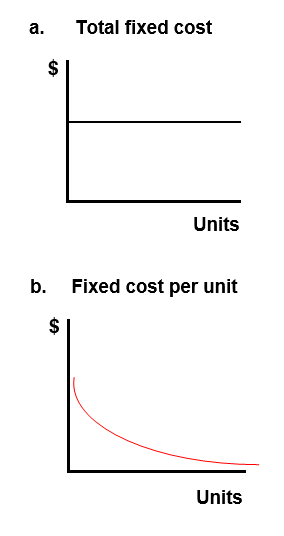 a. Total fixed cost
$
Units
b. Fixed cost per unit
$
Units